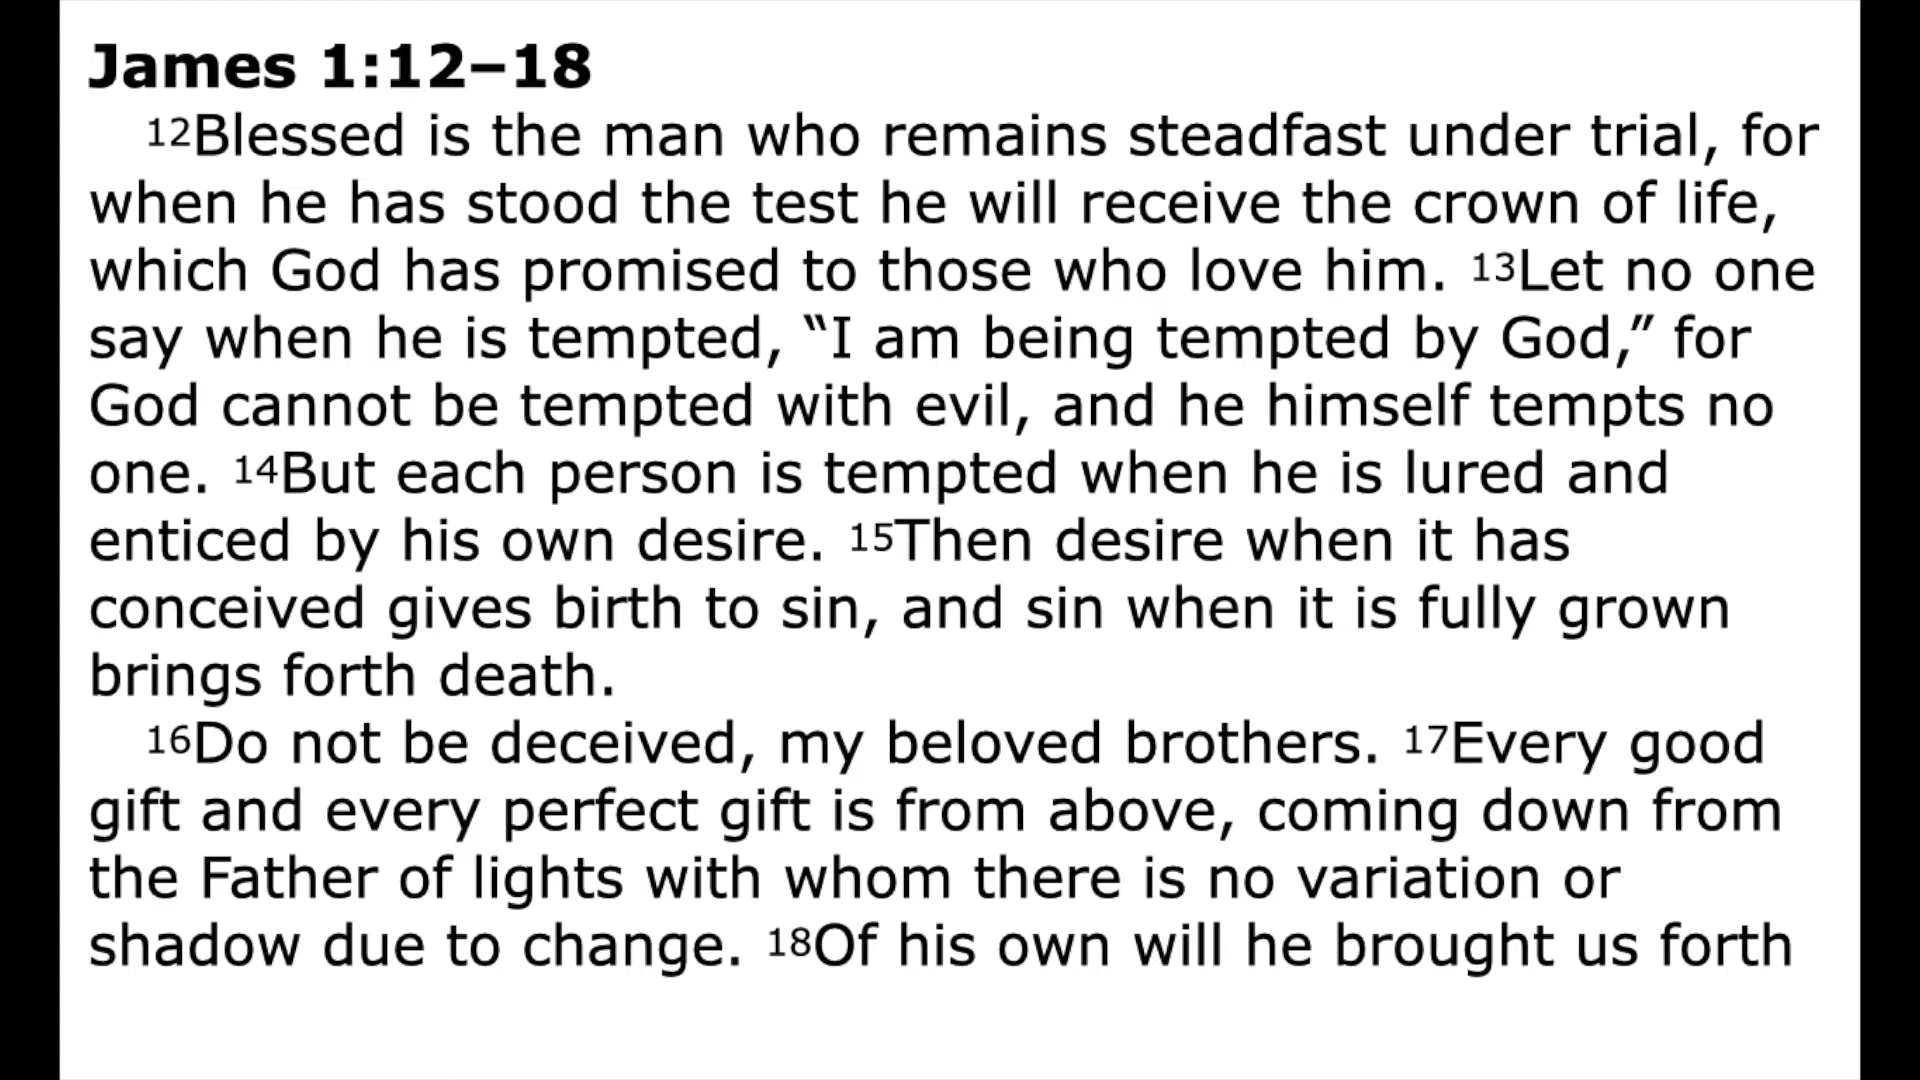 James 1:12–18
12Blessed is the man who remains steadfast under trial, for
when he has stood the test he will receive the crown of life,
which God has promised to those who love him. 13Let no one
say when he is tempted, “I am being tempted by God,” for
God cannot be tempted with evil, and he himself tempts no
one. 14But each person is tempted when he is lured and
enticed by his own desire. 15Then desire when it has
conceived gives birth to sin, and sin when it is fully grown
brings forth death.
16Do not be deceived, my beloved brothers. 17Every good
gift and every perfect gift is from above, coming down from
the Father of lights with whom there is no variation or
shadow due to change. 18Of his own will he brought us forth